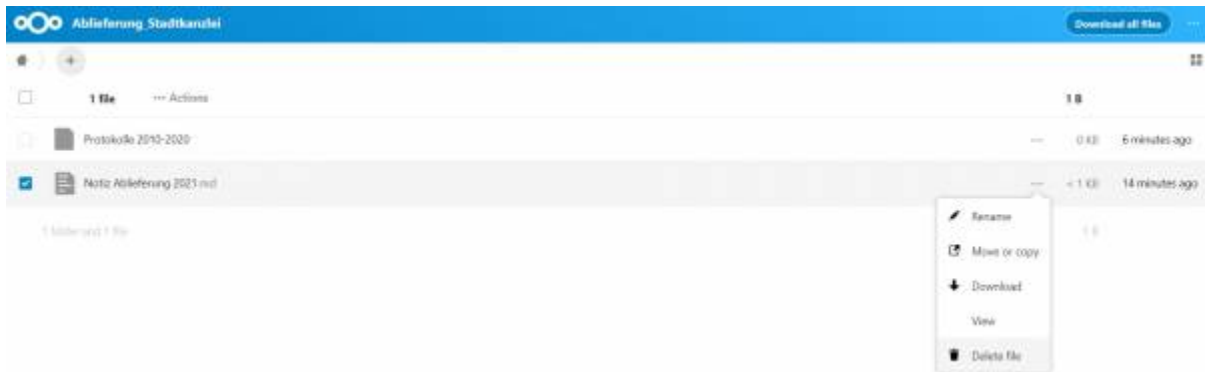 Ablieferung_Stadtkanzlei Download all files ...
+
1 file ... Actions 1 B
Protokolle 2010-2020 ... 0 KB 6 minutes ago
Notiz Ablieferung 2021.md ... < 1 KB 14 minutes ago
1 folder and 1 file 1 B
Rename
Move or copy
Download
View
Delete file